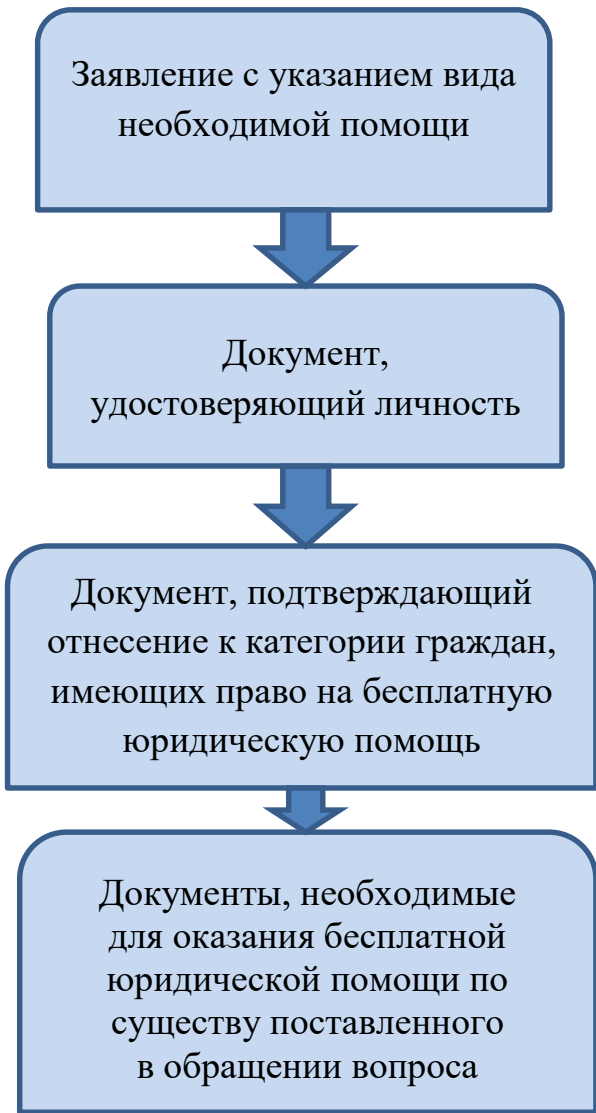 Заявление с указанием вида
необходимой помощи
Документ,
удостоверяющий личность
Документ, подтверждающий
отнесение к категории граждан,
имеющих право на бесплатную
юридическую помощь
Документы, необходимые
для оказания бесплатной
юридической помощи по
существу поставленного
в обращении вопроса